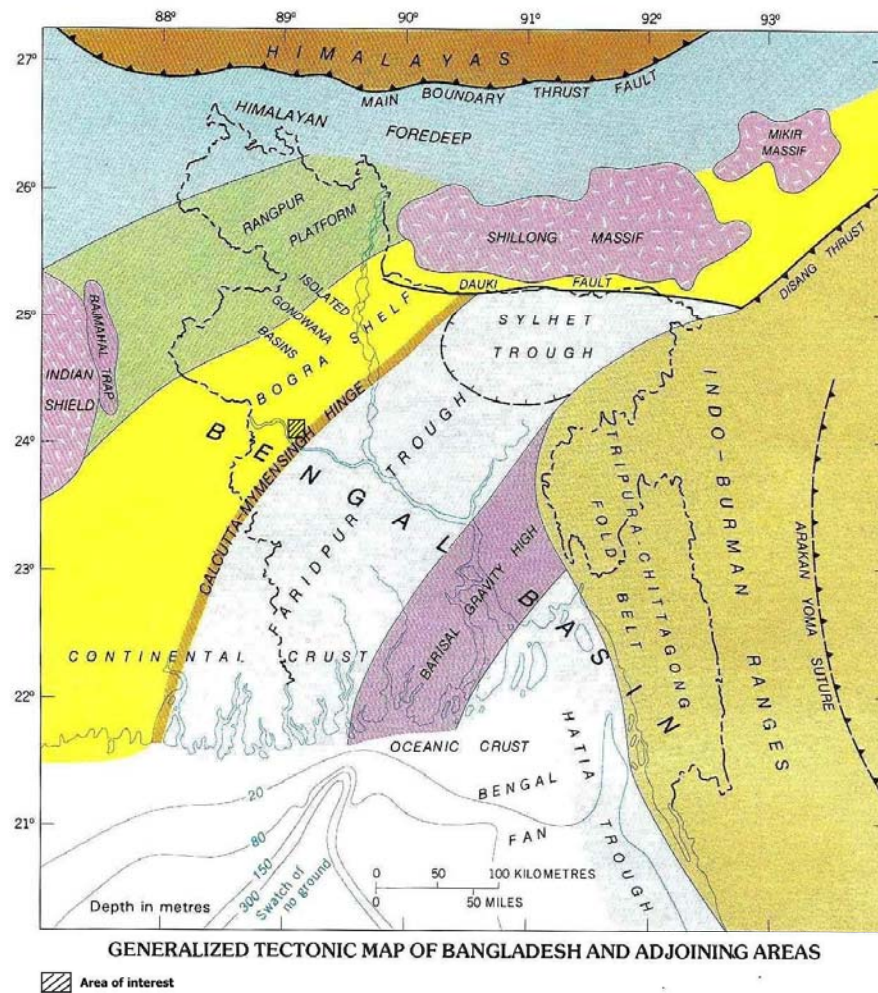 88° 89° 90° 91° 92° 93°
27°
HIMALAYAS
MAIN BOUNDARY THRUST FAULT
HIMALAYAN
FOREDEEP
MIKIR
MASSIF
26°
RANGPUR
PLATFORM
SHILLONG MASSIF
DISANG THRUST
DAUKI FAULT
ISOLATED
GONDWANA
BASINS
25°
SYLHET
TROUGH
BOGRA SHELF
RAJMAHAL TRAP
INDIAN
SHIELD
24°
BENGAL BASIN
CALCUTTA-MYMENSINGH HINGE
FARIDPUR TROUGH
INDO-BURMAN RANGES
TRIPURA-CHITTAGONG
FOLD BELT
ARAKAN YOMA SUTURE
23°
BARISAL GRAVITY HIGH
CONTINENTAL CRUST
22°
OCEANIC CRUST
HATIA TROUGH
BENGAL
FAN
20
80
150
300
21°
Swatch of
no ground
0 50 100 KILOMETRES
0 50 MILES
Depth in metres
GENERALIZED TECTONIC MAP OF BANGLADESH AND ADJOINING AREAS
Area of interest